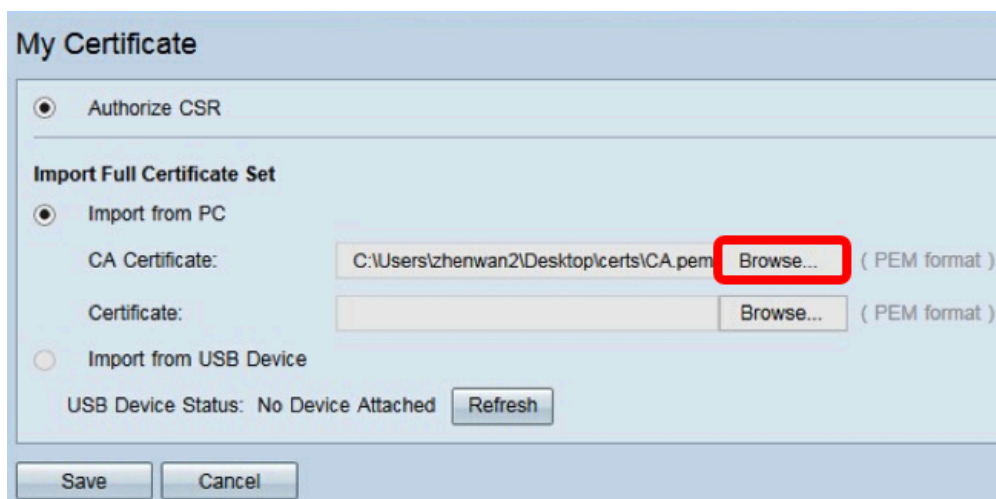 My Certificate
Authorize CSR
Import Full Certificate Set
Import from PC
CA Certificate: C:\Users\zhenwan2\Desktop\certs\CA.pem Browse... ( PEM format )
Certificate: Browse... ( PEM format )
Import from USB Device
USB Device Status: No Device Attached Refresh
Save Cancel